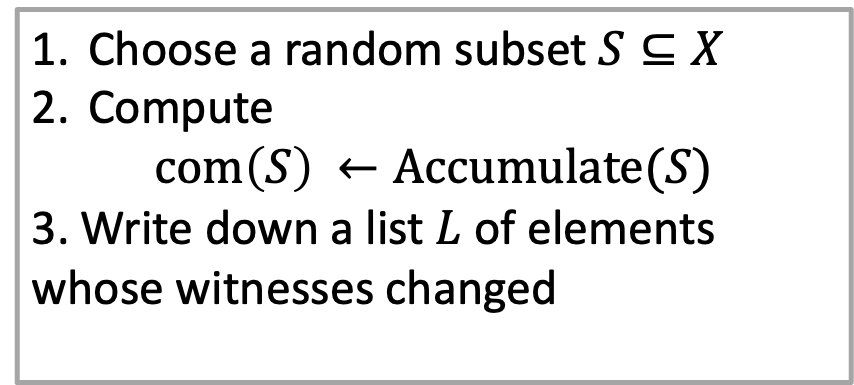 1. Choose a random subset S ⊆ X
2. Compute
com(S) ← Accumulate(S)
3. Write down a list L of elements
whose witnesses changed